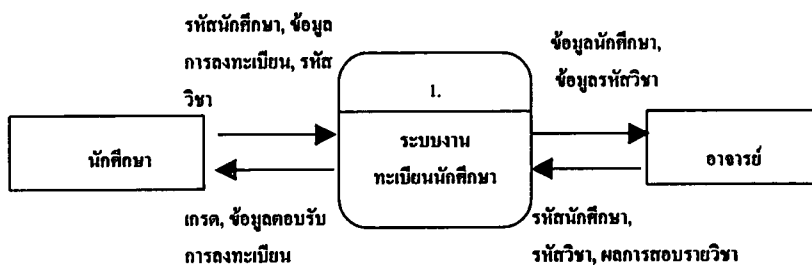 รหัสนักศึกษา, ข้อมูล
การลงทะเบียน, รหัส
วิชา
ข้อมูลนักศึกษา,
ข้อมูลรหัสวิชา
1.
ระบบงาน
ทะเบียนนักศึกษา
นักศึกษา
อาจารย์
เกรด, ข้อมูลตอบรับ
การลงทะเบียน
รหัสนักศึกษา,
รหัสวิชา, ผลการสอบรายวิชา